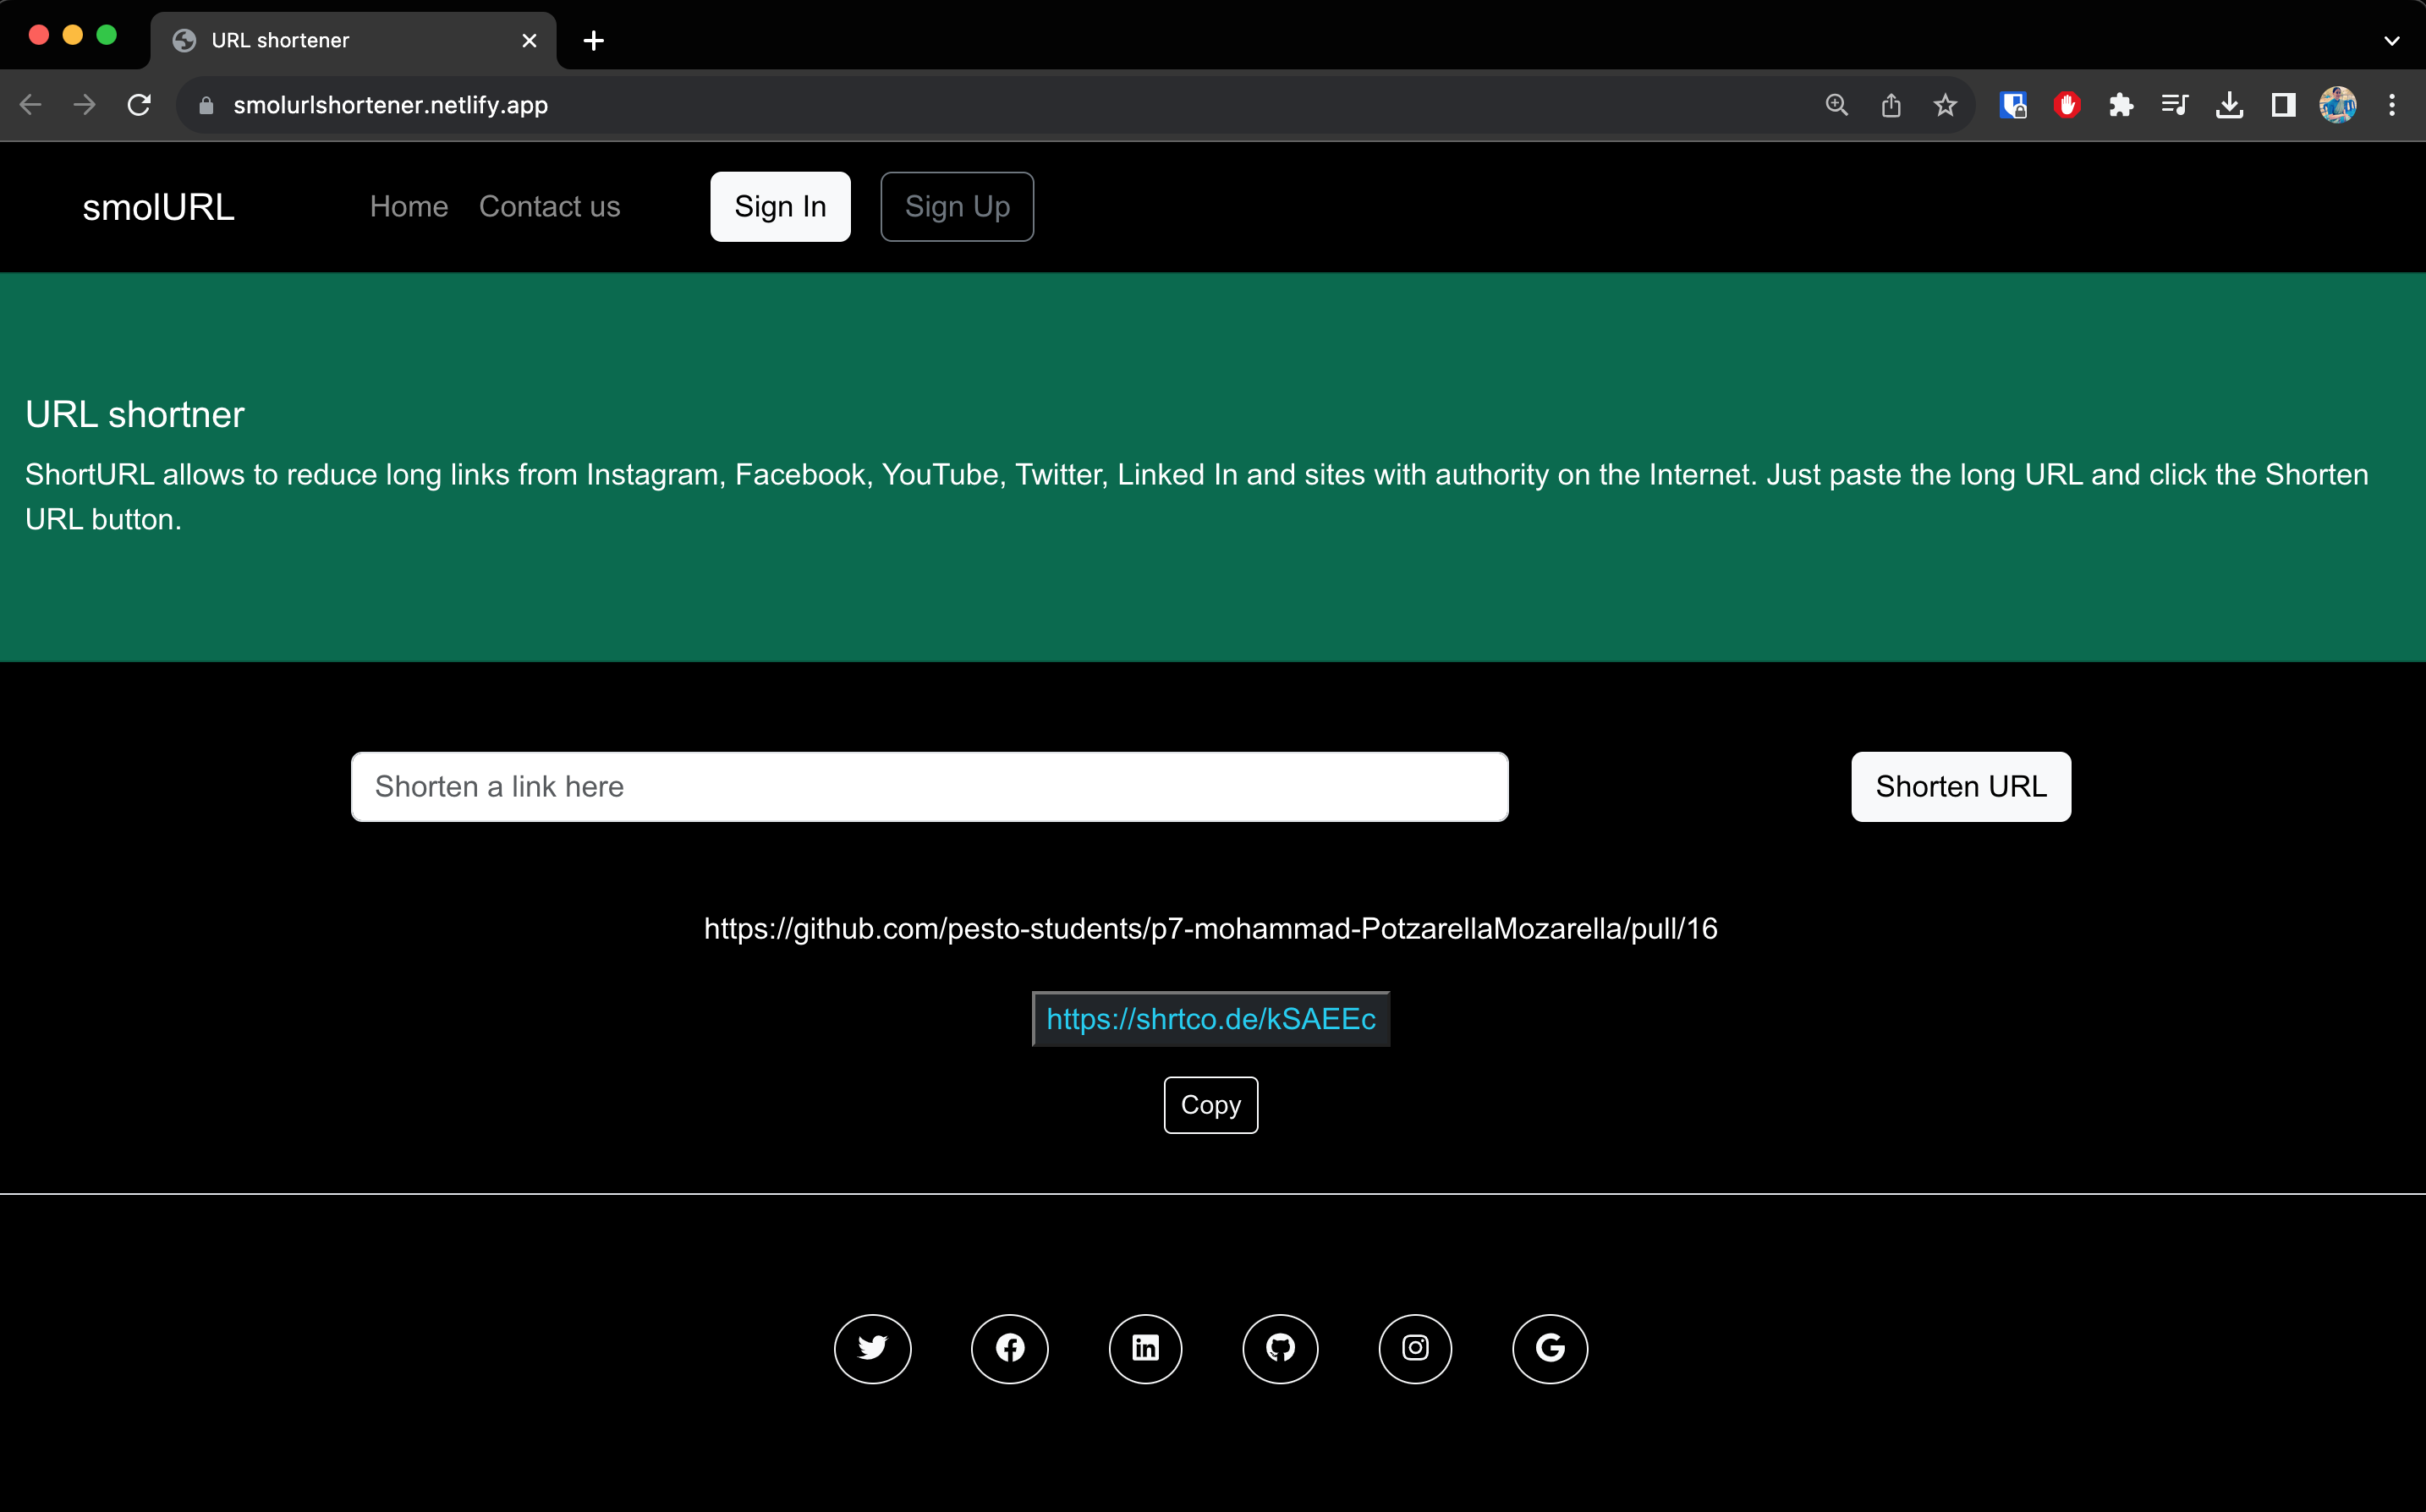 URL shortener
smolurlshortener.netlify.app
smolURL Home Contact us Sign In Sign Up
URL shortner
ShortURL allows to reduce long links from Instagram, Facebook, YouTube, Twitter, Linked In and sites with authority on the Internet. Just paste the long URL and click the Shorten
URL button.
Shorten a link here Shorten URL
https://github.com/pesto-students/p7-mohammad-PotzarellaMozarella/pull/16
https://shrtco.de/kSAEEc
Copy